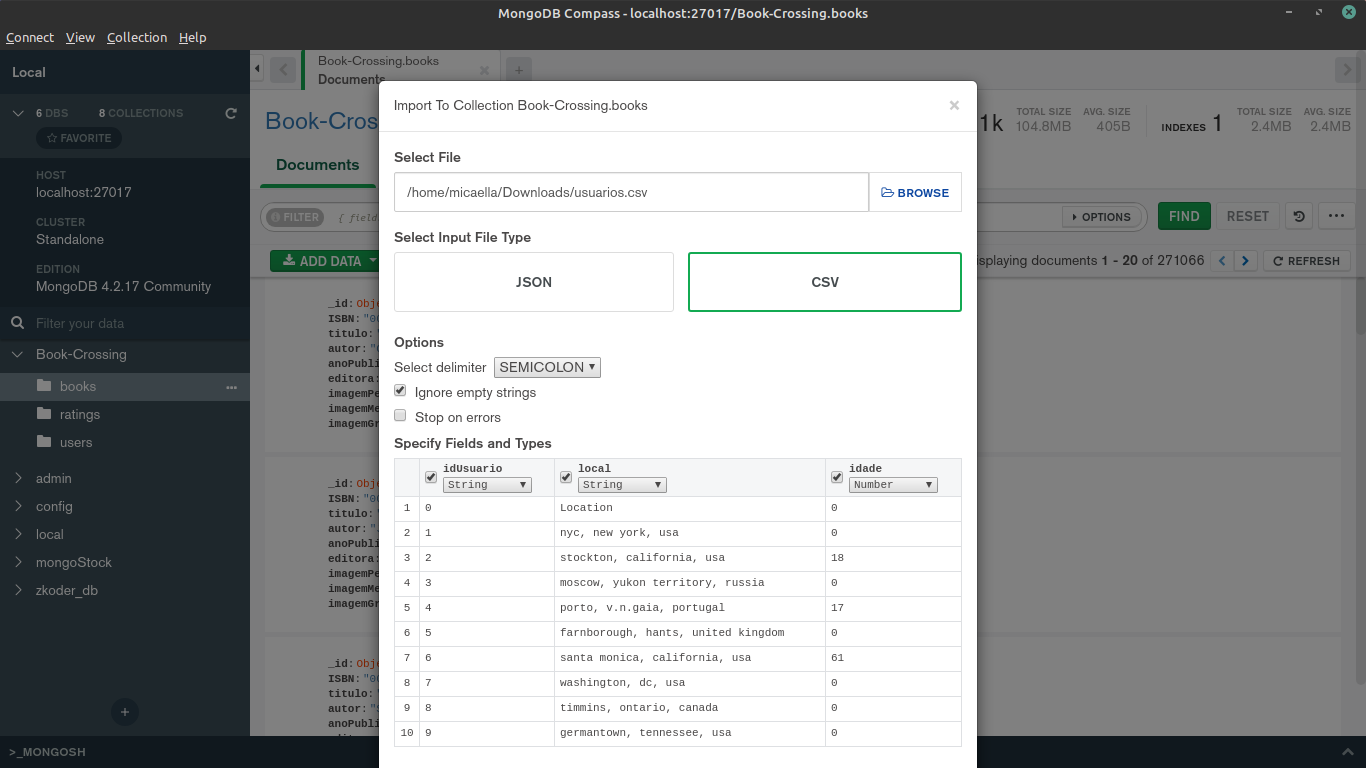 MongoDB Compass - localhost:27017/Book-Crossing.books
Connect View Collection Help
Local
6 DBS 8 COLLECTIONS
FAVORITE
HOST
localhost:27017
CLUSTER
Standalone
EDITION
MongoDB 4.2.17 Community
Filter your data
Book-Crossing
books
ratings
users
admin
config
local
mongoStock
zkoder_db
>_MONGOSH
Book-Crossing.books
Documents
Book-Cros
1k
TOTAL SIZE 104.8MB
AVG. SIZE 405B
INDEXES 1
TOTAL SIZE 2.4MB
AVG. SIZE 2.4MB
Documents
FILTER { field
OPTIONS
FIND
RESET
ADD DATA
splaying documents 1 - 20 of 271066
REFRESH
_id:Obje
ISBN:"00
titulo:"
autor:"
anoPubli
editora:
imagemPe
imagemMe
imagemGr
_id:Obje
ISBN:"00
titulo:"
autor:"
anoPubli
editora:
imagemPe
imagemMe
imagemGr
_id:Obje
ISBN:"00
titulo:"
autor:"
anoPubli
Import To Collection Book-Crossing.books
Select File
/home/micaella/Downloads/usuarios.csv
BROWSE
Select Input File Type
JSON
CSV
Options
Select delimiter SEMICOLON
Ignore empty strings
Stop on errors
Specify Fields and Types
idUsuario local idade
String String Number
1 0 Location 0
2 1 nyc, new york, usa 0
3 2 stockton, california, usa 18
4 3 moscow, yukon territory, russia 0
5 4 porto, v.n.gaia, portugal 17
6 5 farnborough, hants, united kingdom 0
7 6 santa monica, california, usa 61
8 7 washington, dc, usa 0
9 8 timmins, ontario, canada 0
10 9 germantown, tennessee, usa 0